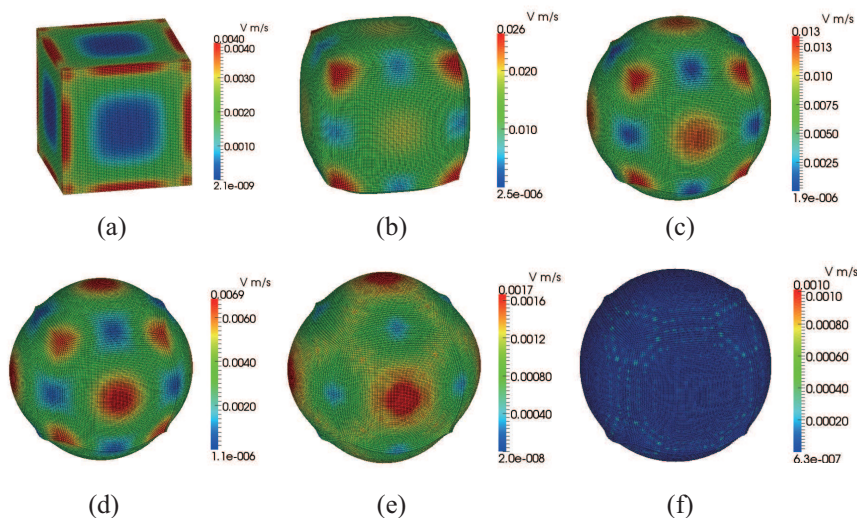 V m/s
0.0040
0.0040
0.0030
0.0020
0.0010
2.1e-009
(a)
V m/s
0.026
0.020
0.010
2.5e-006
(b)
V m/s
0.013
0.013
0.010
0.0075
0.0050
0.0025
1.9e-006
(c)
V m/s
0.0069
0.0060
0.0040
0.0020
1.1e-006
(d)
V m/s
0.0017
0.0016
0.0012
0.00080
0.00040
2.0e-008
(e)
V m/s
0.0010
0.0010
0.00080
0.00060
0.00040
0.00020
6.3e-007
(f)